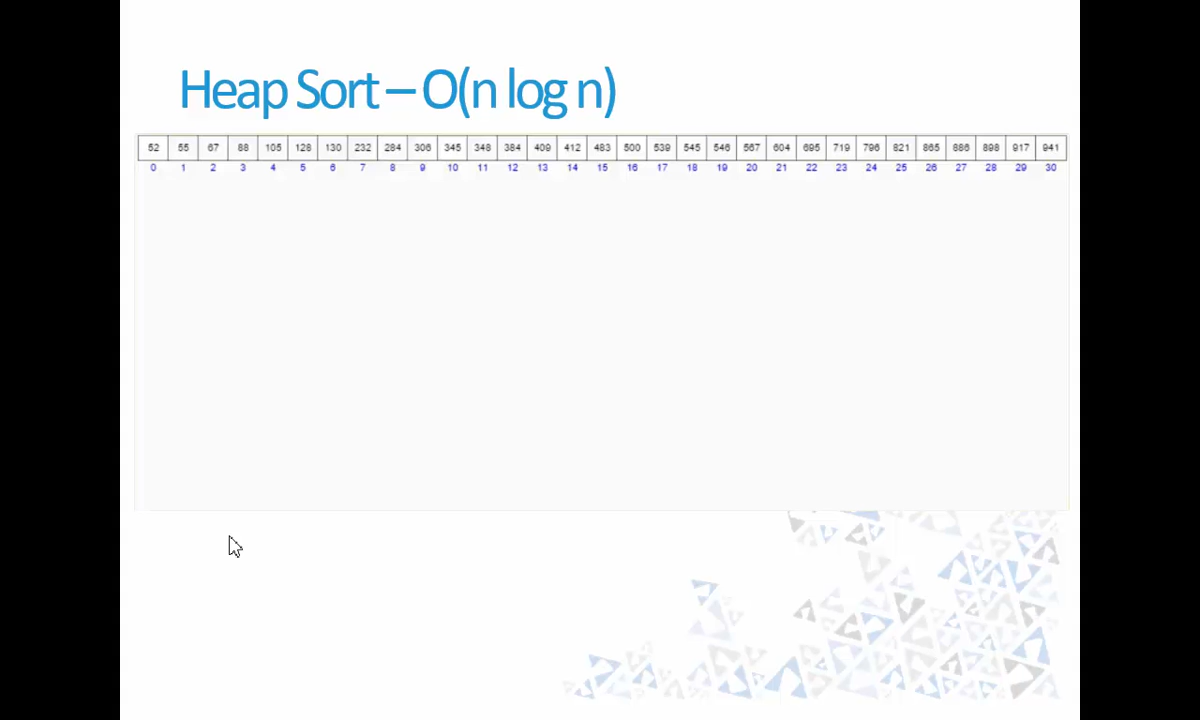 Heap Sort – O(n log n)
52 55 67 88 105 128 130 232 284 306 345 348 384 409 412 483 500 539 545 546 567 604 695 719 796 821 865 886 898 917 941
0 1 2 3 4 5 6 7 8 9 10 11 12 13 14 15 16 17 18 19 20 21 22 23 24 25 26 27 28 29 30